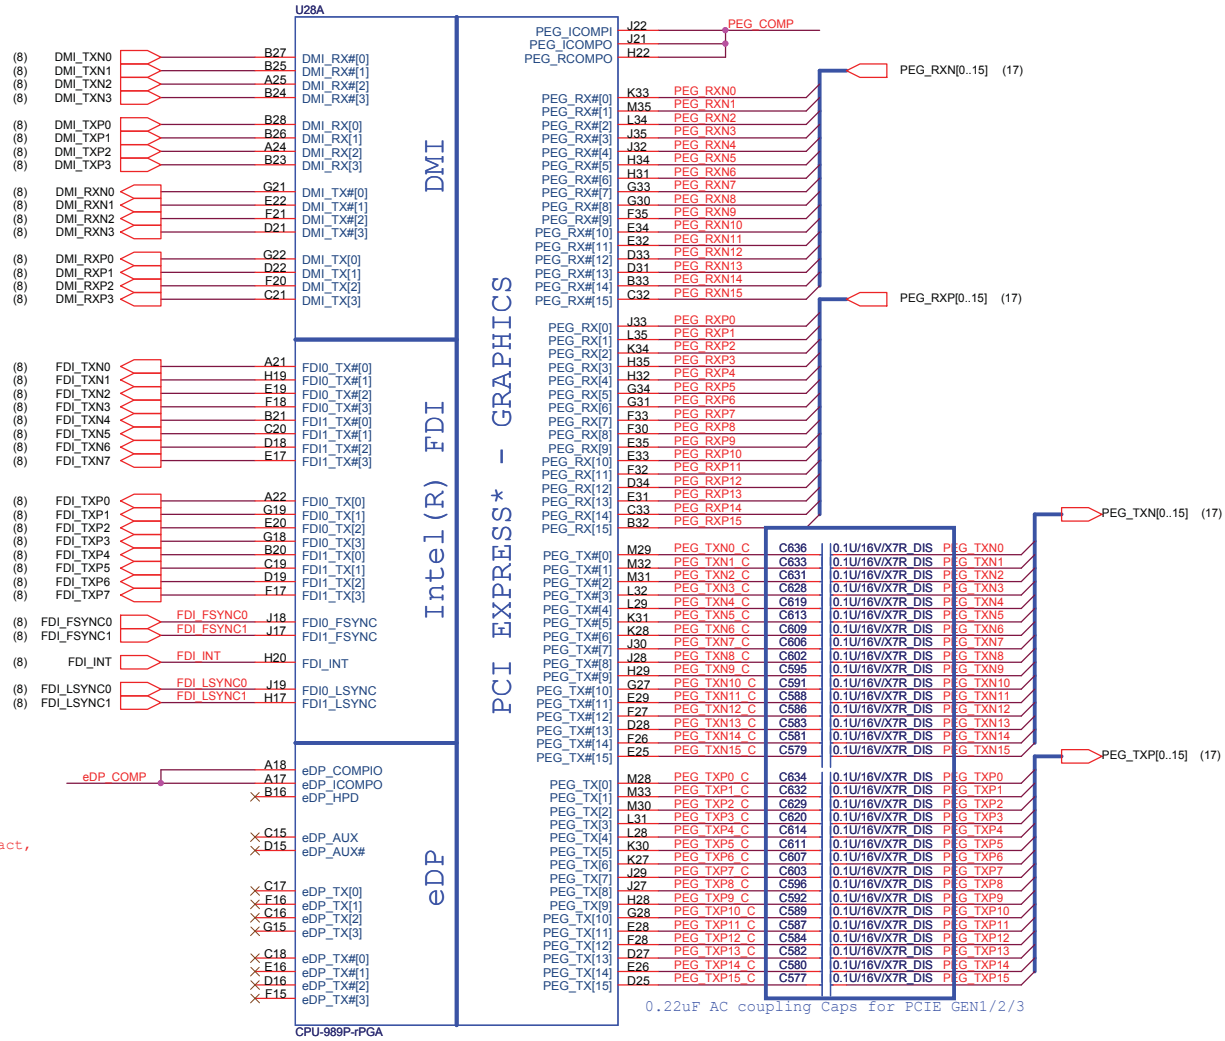 U28A
(8) DMI_TXN0 B27 DMI_RX#[0]
(8) DMI_TXN1 B25 DMI_RX#[1]
(8) DMI_TXN2 A25 DMI_RX#[2]
(8) DMI_TXN3 B24 DMI_RX#[3]
(8) DMI_TXP0 B28 DMI_RX[0]
(8) DMI_TXP1 B26 DMI_RX[1]
(8) DMI_TXP2 A24 DMI_RX[2]
(8) DMI_TXP3 B23 DMI_RX[3]
(8) DMI_RXN0 G21 DMI_TX#[0]
(8) DMI_RXN1 E22 DMI_TX#[1]
(8) DMI_RXN2 F21 DMI_TX#[2]
(8) DMI_RXN3 D21 DMI_TX#[3]
(8) DMI_RXP0 G22 DMI_TX[0]
(8) DMI_RXP1 D22 DMI_TX[1]
(8) DMI_RXP2 F20 DMI_TX[2]
(8) DMI_RXP3 C21 DMI_TX[3]
DMI
(8) FDI_TXN0 A21 FDI0_TX#[0]
(8) FDI_TXN1 H19 FDI0_TX#[1]
(8) FDI_TXN2 E19 FDI0_TX#[2]
(8) FDI_TXN3 F18 FDI0_TX#[3]
(8) FDI_TXN4 B21 FDI1_TX#[0]
(8) FDI_TXN5 C20 FDI1_TX#[1]
(8) FDI_TXN6 D18 FDI1_TX#[2]
(8) FDI_TXN7 E17 FDI1_TX#[3]
(8) FDI_TXP0 A22 FDI0_TX[0]
(8) FDI_TXP1 G19 FDI0_TX[1]
(8) FDI_TXP2 E20 FDI0_TX[2]
(8) FDI_TXP3 G18 FDI0_TX[3]
(8) FDI_TXP4 B20 FDI1_TX[0]
(8) FDI_TXP5 C19 FDI1_TX[1]
(8) FDI_TXP6 D19 FDI1_TX[2]
(8) FDI_TXP7 F17 FDI1_TX[3]
(8) FDI_FSYNC0 FDI_FSYNC0 J18 FDI0_FSYNC
(8) FDI_FSYNC1 FDI_FSYNC1 J17 FDI1_FSYNC
(8) FDI_INT FDI_INT H20 FDI_INT
(8) FDI_LSYNC0 FDI_LSYNC0 J19 FDI0_LSYNC
(8) FDI_LSYNC1 FDI_LSYNC1 H17 FDI1_LSYNC
Intel(R) FDI
eDP_COMP
A18 eDP_COMPIO
A17 eDP_ICOMPO
B16 eDP_HPD
act,
C15 eDP_AUX
D15 eDP_AUX#
C17 eDP_TX[0]
F16 eDP_TX[1]
C16 eDP_TX[2]
G15 eDP_TX[3]
C18 eDP_TX#[0]
E16 eDP_TX#[1]
D16 eDP_TX#[2]
F15 eDP_TX#[3]
eDP
CPU-989P-rPGA
PCI EXPRESS* - GRAPHICS
PEG_ICOMPI J22 PEG_COMP
PEG_ICOMPO J21
PEG_RCOMPO H22
PEG_RXN[0..15] (17)
PEG_RX#[0] K33 PEG_RXN0
PEG_RX#[1] M35 PEG_RXN1
PEG_RX#[2] L34 PEG_RXN2
PEG_RX#[3] J35 PEG_RXN3
PEG_RX#[4] J32 PEG_RXN4
PEG_RX#[5] H34 PEG_RXN5
PEG_RX#[6] H31 PEG_RXN6
PEG_RX#[7] G33 PEG_RXN7
PEG_RX#[8] G30 PEG_RXN8
PEG_RX#[9] F35 PEG_RXN9
PEG_RX#[10] E34 PEG_RXN10
PEG_RX#[11] E32 PEG_RXN11
PEG_RX#[12] D33 PEG_RXN12
PEG_RX#[13] D31 PEG_RXN13
PEG_RX#[14] B33 PEG_RXN14
PEG_RX#[15] C32 PEG_RXN15
PEG_RXP[0..15] (17)
PEG_RX[0] J33 PEG_RXP0
PEG_RX[1] L35 PEG_RXP1
PEG_RX[2] K34 PEG_RXP2
PEG_RX[3] H35 PEG_RXP3
PEG_RX[4] H32 PEG_RXP4
PEG_RX[5] G34 PEG_RXP5
PEG_RX[6] G31 PEG_RXP6
PEG_RX[7] F33 PEG_RXP7
PEG_RX[8] F30 PEG_RXP8
PEG_RX[9] E35 PEG_RXP9
PEG_RX[10] E33 PEG_RXP10
PEG_RX[11] F32 PEG_RXP11
PEG_RX[12] D34 PEG_RXP12
PEG_RX[13] E31 PEG_RXP13
PEG_RX[14] C33 PEG_RXP14
PEG_RX[15] B32 PEG_RXP15
PEG_TXN[0..15] (17)
PEG_TX#[0] M29 PEG_TXN0_C C636 0.1U/16V/X7R_DIS PEG_TXN0
PEG_TX#[1] M32 PEG_TXN1_C C633 0.1U/16V/X7R_DIS PEG_TXN1
PEG_TX#[2] M31 PEG_TXN2_C C631 0.1U/16V/X7R_DIS PEG_TXN2
PEG_TX#[3] L32 PEG_TXN3_C C628 0.1U/16V/X7R_DIS PEG_TXN3
PEG_TX#[4] L29 PEG_TXN4_C C619 0.1U/16V/X7R_DIS PEG_TXN4
PEG_TX#[5] K31 PEG_TXN5_C C613 0.1U/16V/X7R_DIS PEG_TXN5
PEG_TX#[6] K28 PEG_TXN6_C C609 0.1U/16V/X7R_DIS PEG_TXN6
PEG_TX#[7] J30 PEG_TXN7_C C606 0.1U/16V/X7R_DIS PEG_TXN7
PEG_TX#[8] J28 PEG_TXN8_C C602 0.1U/16V/X7R_DIS PEG_TXN8
PEG_TX#[9] H29 PEG_TXN9_C C595 0.1U/16V/X7R_DIS PEG_TXN9
PEG_TX#[10] G27 PEG_TXN10_C C591 0.1U/16V/X7R_DIS PEG_TXN10
PEG_TX#[11] E29 PEG_TXN11_C C588 0.1U/16V/X7R_DIS PEG_TXN11
PEG_TX#[12] F27 PEG_TXN12_C C586 0.1U/16V/X7R_DIS PEG_TXN12
PEG_TX#[13] D28 PEG_TXN13_C C583 0.1U/16V/X7R_DIS PEG_TXN13
PEG_TX#[14] F26 PEG_TXN14_C C581 0.1U/16V/X7R_DIS PEG_TXN14
PEG_TX#[15] E25 PEG_TXN15_C C579 0.1U/16V/X7R_DIS PEG_TXN15
PEG_TXP[0..15] (17)
PEG_TX[0] M28 PEG_TXP0_C C634 0.1U/16V/X7R_DIS PEG_TXP0
PEG_TX[1] M33 PEG_TXP1_C C632 0.1U/16V/X7R_DIS PEG_TXP1
PEG_TX[2] M30 PEG_TXP2_C C629 0.1U/16V/X7R_DIS PEG_TXP2
PEG_TX[3] L31 PEG_TXP3_C C620 0.1U/16V/X7R_DIS PEG_TXP3
PEG_TX[4] L28 PEG_TXP4_C C614 0.1U/16V/X7R_DIS PEG_TXP4
PEG_TX[5] K30 PEG_TXP5_C C611 0.1U/16V/X7R_DIS PEG_TXP5
PEG_TX[6] K27 PEG_TXP6_C C607 0.1U/16V/X7R_DIS PEG_TXP6
PEG_TX[7] J29 PEG_TXP7_C C603 0.1U/16V/X7R_DIS PEG_TXP7
PEG_TX[8] J27 PEG_TXP8_C C596 0.1U/16V/X7R_DIS PEG_TXP8
PEG_TX[9] H28 PEG_TXP9_C C592 0.1U/16V/X7R_DIS PEG_TXP9
PEG_TX[10] G28 PEG_TXP10_C C589 0.1U/16V/X7R_DIS PEG_TXP10
PEG_TX[11] E28 PEG_TXP11_C C587 0.1U/16V/X7R_DIS PEG_TXP11
PEG_TX[12] F28 PEG_TXP12_C C584 0.1U/16V/X7R_DIS PEG_TXP12
PEG_TX[13] D27 PEG_TXP13_C C582 0.1U/16V/X7R_DIS PEG_TXP13
PEG_TX[14] E26 PEG_TXP14_C C580 0.1U/16V/X7R_DIS PEG_TXP14
PEG_TX[15] D25 PEG_TXP15_C C577 0.1U/16V/X7R_DIS PEG_TXP15
0.22uF AC coupling Caps for PCIE GEN1/2/3